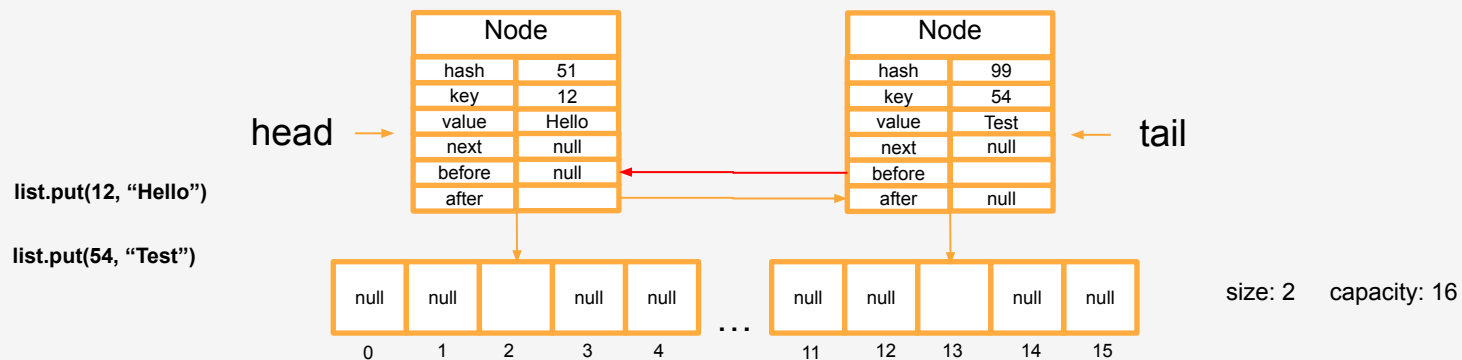 Node
hash 51
key 12
value Hello
next null
before null
after
Node
hash 99
key 54
value Test
next null
before
after null
head
tail
list.put(12, “Hello”)
list.put(54, “Test”)
null null null null ... null null null null
0 1 2 3 4 11 12 13 14 15
size: 2 capacity: 16